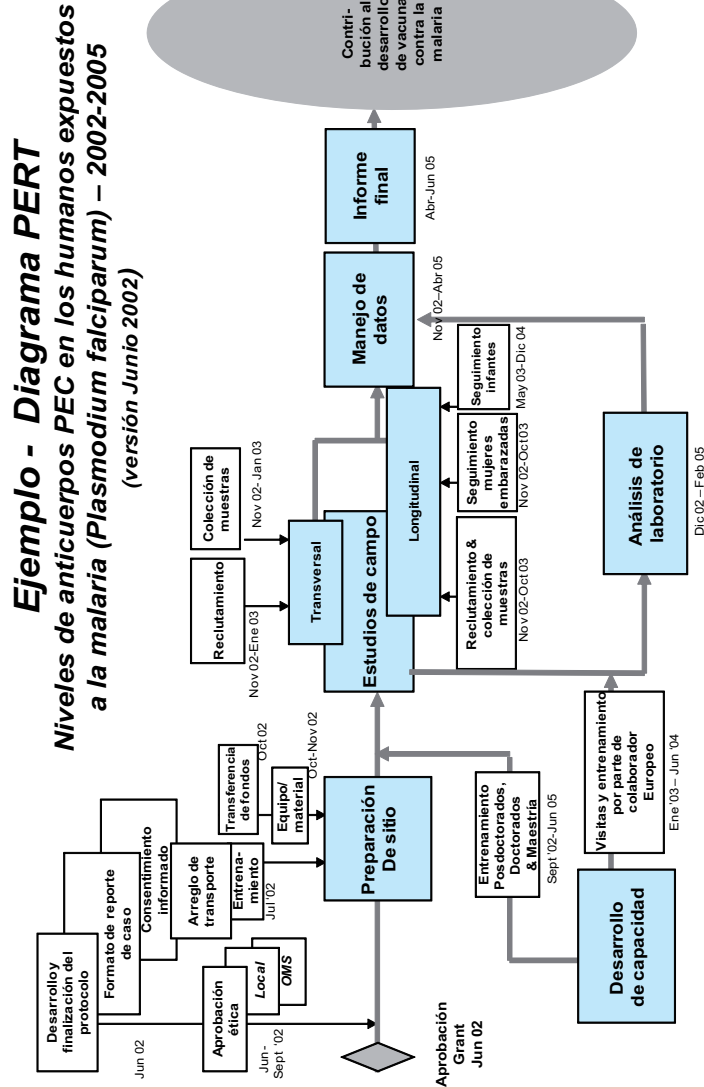 Ejemplo - Diagrama PERT
Niveles de anticuerpos PEC en los humanos expuestos
a la malaria (Plasmodium falciparum) – 2002-2005
(versión Junio 2002)
Desarrollo y
finalización del
protocolo
Formato de reporte
de caso
Consentimiento
informado
Jun 02
Aprobación
ética
Local
OMS
Jun-
Sept '02
Arreglo de
transporte
Entrena-
miento
Jul '02
Transferencia
de fondos
Oct 02
Equipo/
material
Oct-Nov 02
Aprobación
Grant
Jun 02
Preparación
De sitio
Desarrollo
de capacidad
Entrenamiento
Posdoctorados,
Doctorados
& Maestría
Sept '02-Jun 05
Visitas y entrenamiento
por parte de
colaborador
Europeo
Ene '03 – Jun '04
Reclutamiento
Nov 02-Ene 03
Colección de
muestras
Nov 02- Jan 03
Transversal
Estudios de campo
Longitudinal
Reclutamiento &
colección de
muestras
Nov 02-Oct 03
Seguimiento
mujeres
embarazadas
Nov 02-Oct 03
Seguimiento
infantes
May 03-Dic 04
Análisis de
laboratorio
Dic 02 – Feb 05
Manejo de
datos
Nov 02–Abr 05
Informe
final
Abr-Jun 05
Contri-
bución al
desarrollo
de vacuna
contra la
malaria